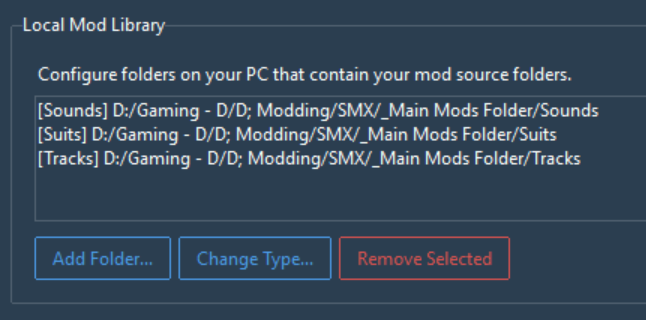 Local Mod Library
Configure folders on your PC that contain your mod source folders.
[Sounds] D:/Gaming - D/D; Modding/SMX/_Main Mods Folder/Sounds
[Suits] D:/Gaming - D/D; Modding/SMX/_Main Mods Folder/Suits
[Tracks] D:/Gaming - D/D; Modding/SMX/_Main Mods Folder/Tracks
Add Folder... Change Type... Remove Selected